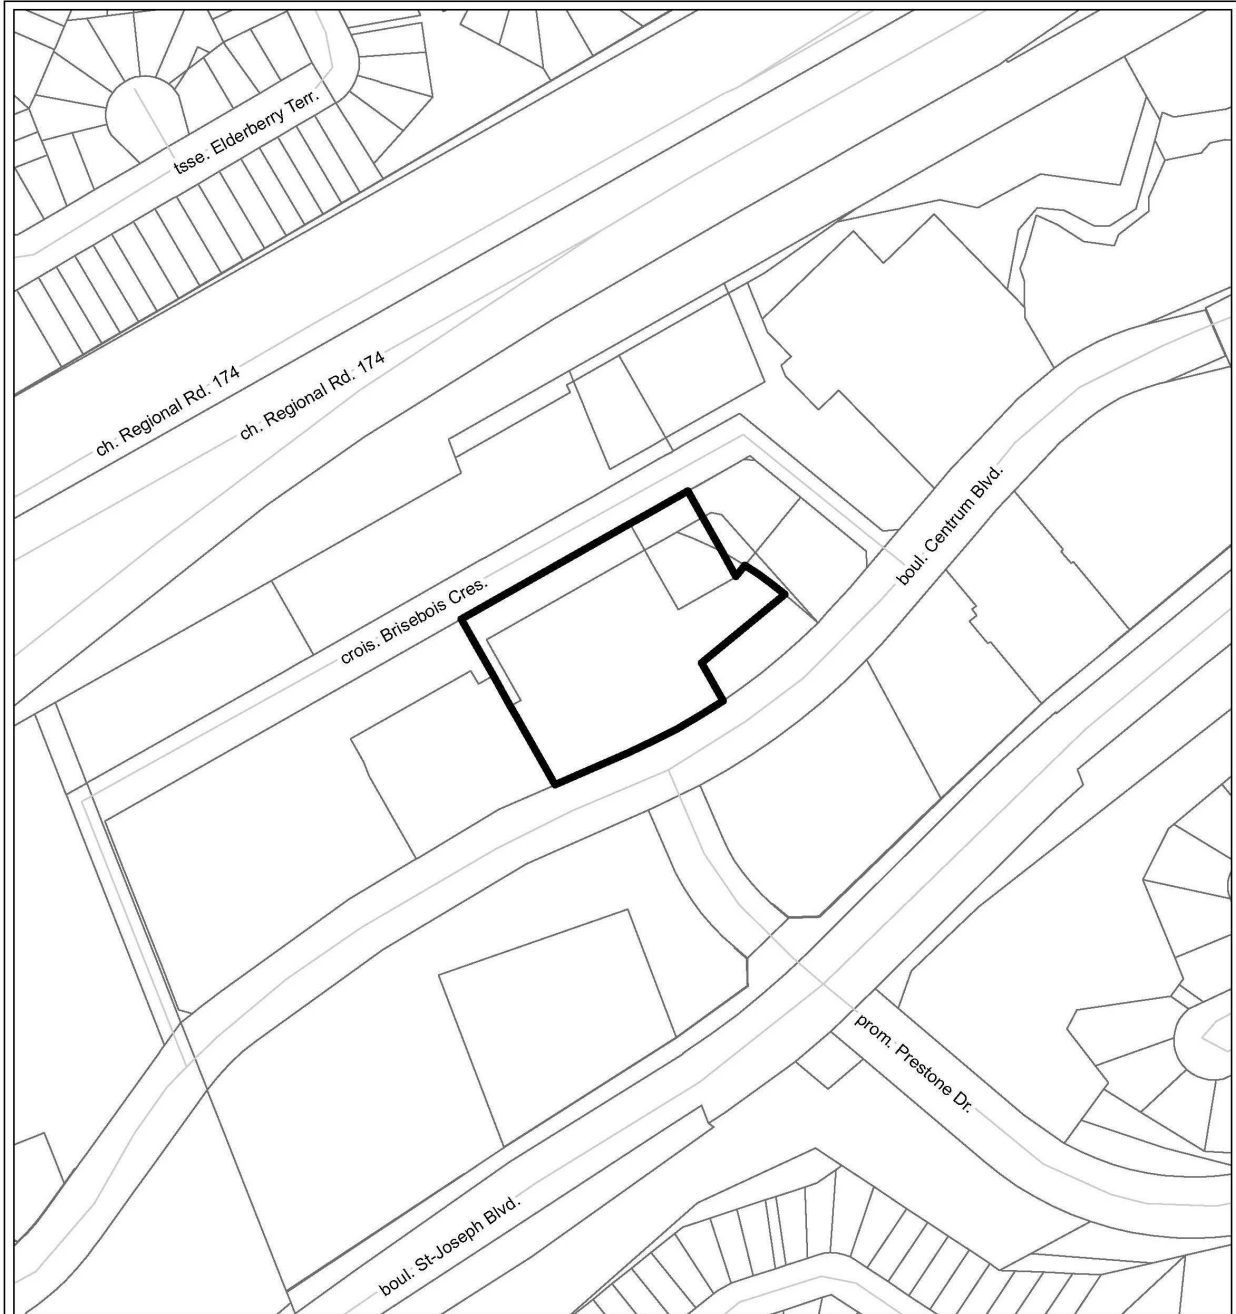 tsse. Elderberry Terr.
ch. Regional Rd. 174
ch. Regional Rd. 174
boul. Centrum Blvd.
crois. Brisebois Cres.
prom. Prestone Dr.
boul. St-Joseph Blvd.